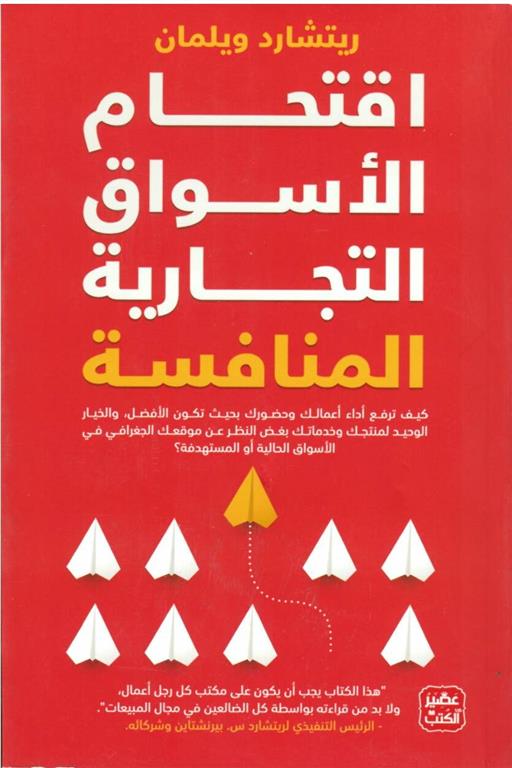 ريتشارد ويلمان
اقتحام
الأسواق
التجارية
المنافسة
كيف ترفع أداء أعمالك وحضورك بحيث تكون الأفضل، والخيار
الوحيد لمنتجك وخدماتك بغض النظر عن موقعك الجغرافي في
الأسواق الحالية أو المستهدفة؟
"هذا الكتاب يجب أن يكون على مكتب كل رجل أعمال،
ولا بد من قراءته بواسطة كل الضالعين في مجال المبيعات".
- الرئيس التنفيذي لريتشارد س. بيرنشتاين وشركاله.
عصير
الكتب